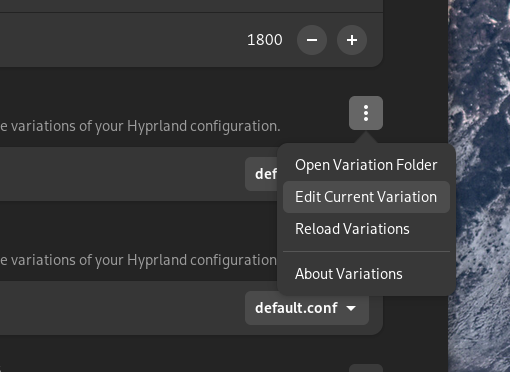 1800
e variations of your Hyprland configuration.
Open Variation Folder
def
Edit Current Variation
Reload Variations
e variations of your Hyprland configuration
About Variations
default.conf